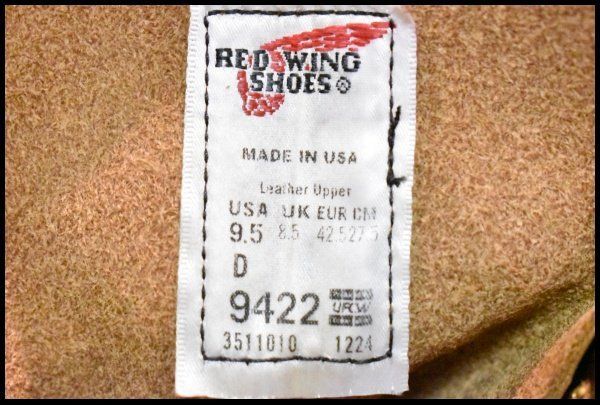 RED WING
SHOES®
MADE IN USA
Leather Upper
USA UK EUR CM
9.5 8.5 42.5 27.5
D
9422 URW
3511010 1224